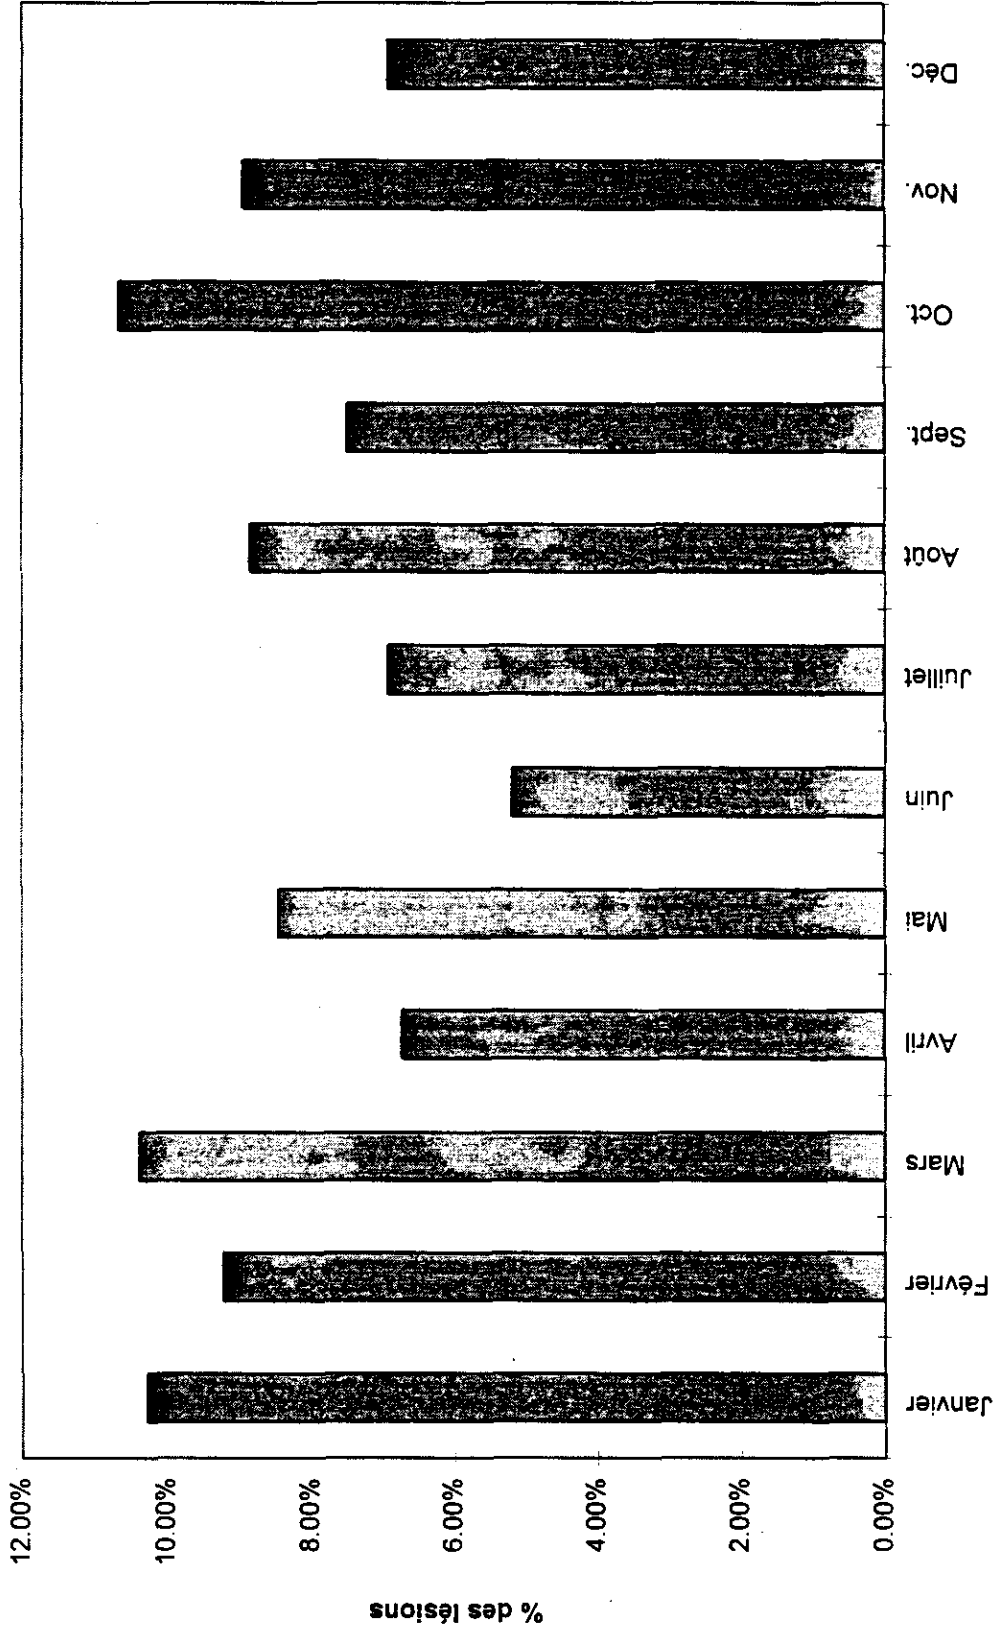 % des lésions
12.00%
10.00%
8.00%
6.00%
4.00%
2.00%
0.00%
Janvier
Février
Mars
Avril
Mai
Juin
Juillet
Août
Sept.
Oct.
Nov.
Déc.